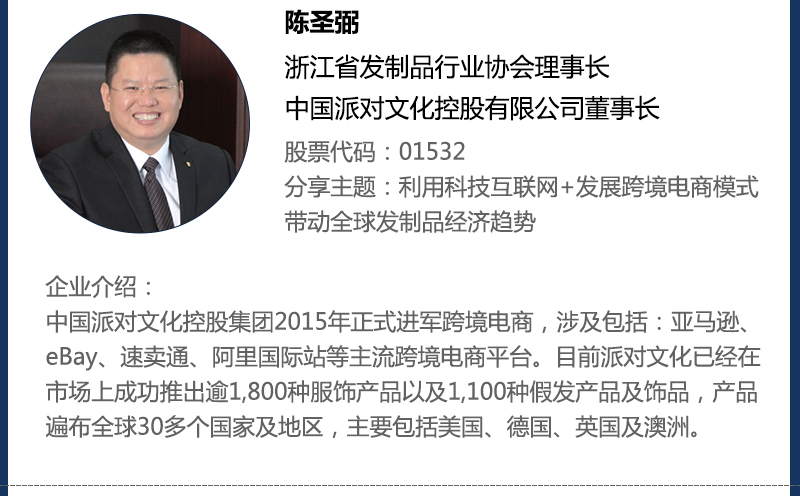 陈圣弼
浙江省发制品行业协会理事长
中国派对文化控股有限公司董事长
股票代码：01532
分享主题：利用科技互联网+发展跨境电商模式
带动全球发制品经济趋势
企业介绍：
中国派对文化控股集团2015年正式进军跨境电商，涉及包括：亚马逊、
eBay、速卖通、阿里国际站等主流跨境电商平台。目前派对文化已经在
市场上成功推出逾1,800种服饰产品以及1,100种假发产品及饰品，产品
遍布全球30多个国家及地区，主要包括美国、德国、英国及澳洲。